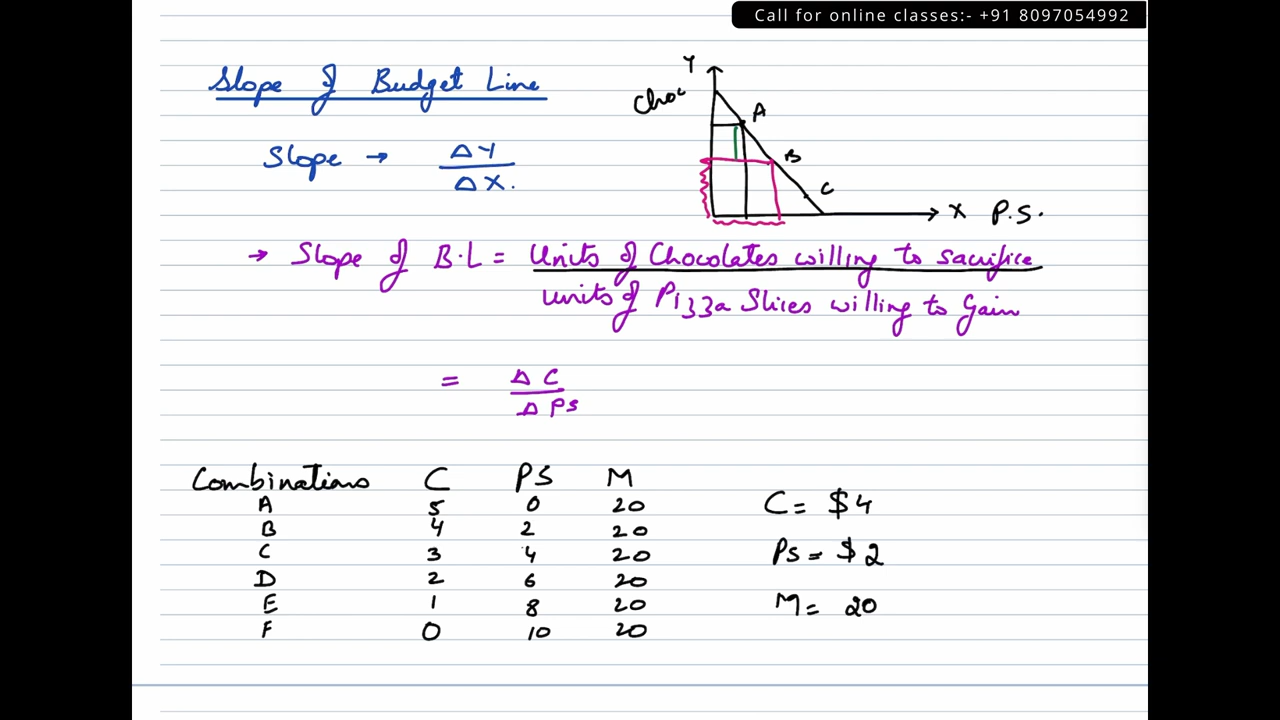 Call for online classes:- +91 8097054992
Slope of Budget Line
Slope → ΔY
ΔX.
Y
Choc
A
B
C
X P.S.
→ Slope of B.L = Units of Chocolates willing to sacrifice
units of Pizza Slices willing to Gain
= ΔC
ΔPS
Combinations C PS M
A 5 0 20
B 4 2 20
C 3 4 20
D 2 6 20
E 1 8 20
F 0 10 20
C = $4
Ps = $2
M = 20